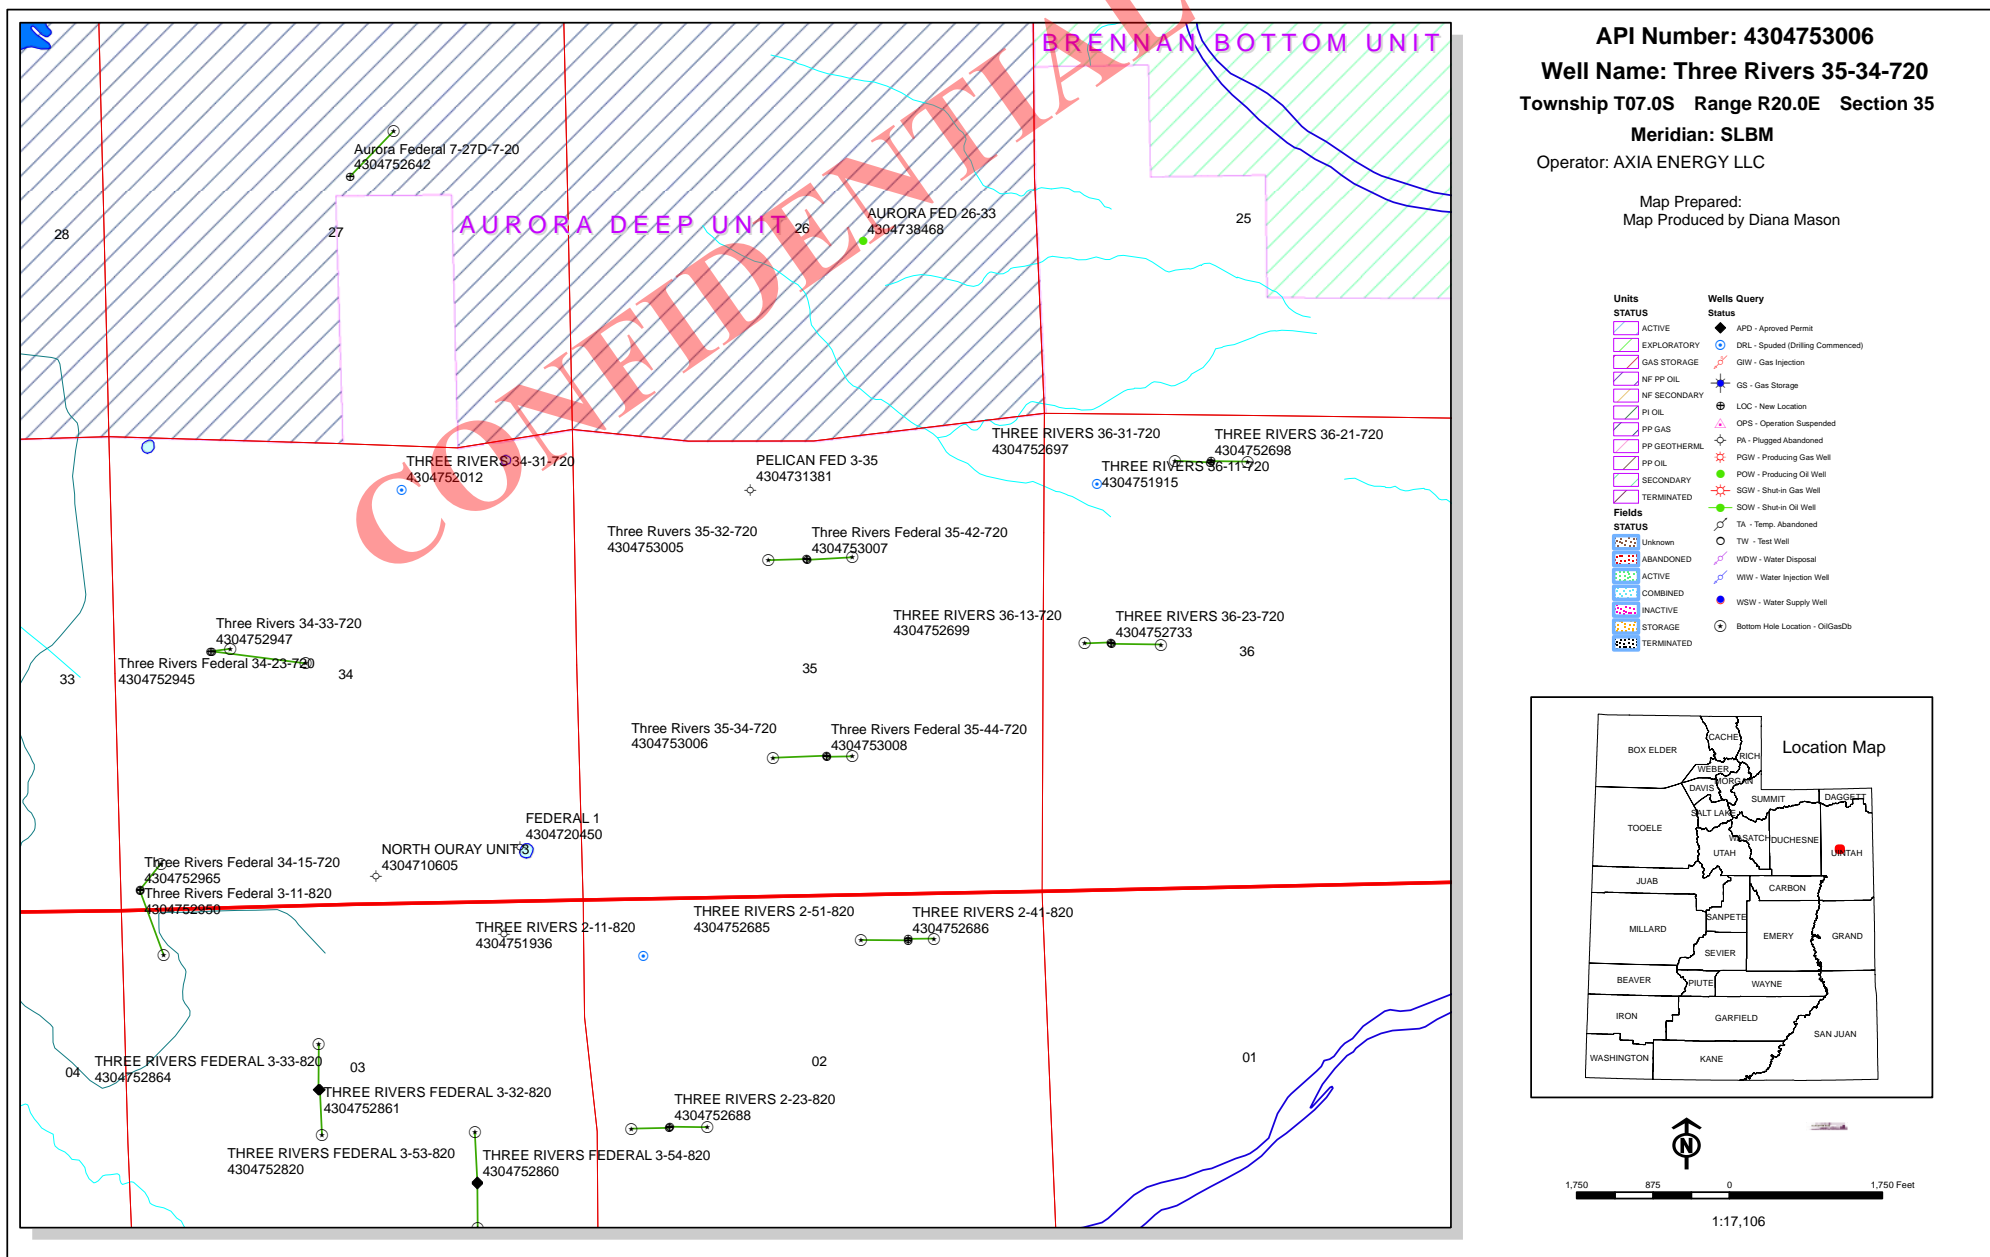 API Number: 4304753006
Well Name: Three Rivers 35-34-720
Township T07.0S Range R20.0E Section 35
Meridian: SLBM
Operator: AXIA ENERGY LLC
Map Prepared:
Map Produced by Diana Mason
CONFIDENTIAL
BRENNAN BOTTOM UNIT
AURORA DEEP UNIT
Aurora Federal 7-27D-7-20
4304752642
AURORA FED 26-33
4304738468
28
27
26
25
THREE RIVERS 34-31-720
4304752012
PELICAN FED 3-35
4304731381
THREE RIVERS 36-31-720
4304752697
THREE RIVERS 36-21-720
4304752698
THREE RIVERS 36-11-720
4304751915
Three Ruvers 35-32-720
4304753005
Three Rivers Federal 35-42-720
4304753007
Three Rivers 34-33-720
4304752947
Three Rivers Federal 34-23-720
4304752945
THREE RIVERS 36-13-720
4304752699
THREE RIVERS 36-23-720
4304752733
33
34
35
36
Three Rivers 35-34-720
4304753006
Three Rivers Federal 35-44-720
4304753008
FEDERAL 1
4304720450
NORTH OURAY UNIT 3
4304710605
Three Rivers Federal 34-15-720
4304752965
Three Rivers Federal 3-11-820
4304752950
THREE RIVERS 2-11-820
4304751936
THREE RIVERS 2-51-820
4304752685
THREE RIVERS 2-41-820
4304752686
04
03
02
01
THREE RIVERS FEDERAL 3-33-820
4304752864
THREE RIVERS FEDERAL 3-32-820
4304752861
THREE RIVERS 2-23-820
4304752688
THREE RIVERS FEDERAL 3-53-820
4304752820
THREE RIVERS FEDERAL 3-54-820
4304752860
Units
STATUS
ACTIVE
EXPLORATORY
GAS STORAGE
NF PP OIL
NF SECONDARY
PI OIL
PP GAS
PP GEOTHERML
PP OIL
SECONDARY
TERMINATED
Fields
STATUS
Unknown
ABANDONED
ACTIVE
COMBINED
INACTIVE
STORAGE
TERMINATED
Wells Query
Status
APD - Aproved Permit
DRL - Spuded (Drilling Commenced)
GIW - Gas Injection
GS - Gas Storage
LOC - New Location
OPS - Operation Suspended
PA - Plugged Abandoned
PGW - Producing Gas Well
POW - Producing Oil Well
SGW - Shut-in Gas Well
SOW - Shut-in Oil Well
TA - Temp. Abandoned
TW - Test Well
WDW - Water Disposal
WIW - Water Injection Well
WSW - Water Supply Well
Bottom Hole Location - OilGasDb
Location Map
BOX ELDER
CACHE
RICH
WEBER
MORGAN
DAVIS
SUMMIT
DAGGETT
SALT LAKE
TOOELE
WASATCH
DUCHESNE
UTAH
UINTAH
JUAB
CARBON
SANPETE
MILLARD
EMERY
GRAND
SEVIER
BEAVER
PIUTE
WAYNE
IRON
GARFIELD
SAN JUAN
WASHINGTON
KANE
N
1,750 875 0 1,750 Feet
1:17,106